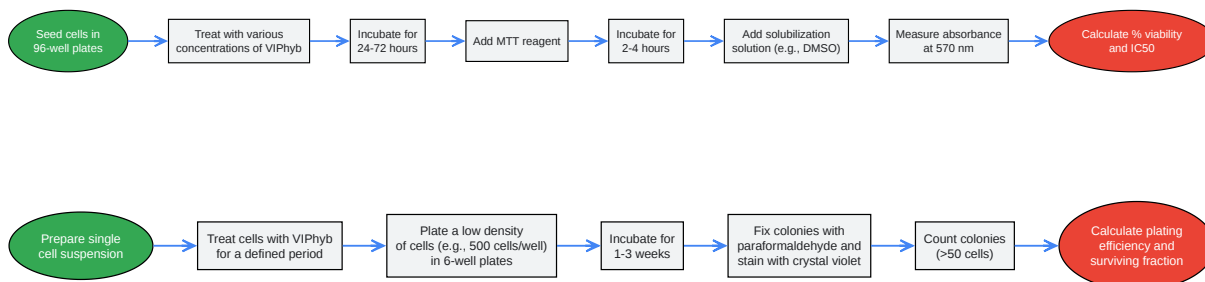 Seed cells in
96-well plates
Treat with various
concentrations of VIPhyb
Incubate for
24-72 hours
Add MTT reagent
Incubate for
2-4 hours
Add solubilization
solution (e.g., DMSO)
Measure absorbance
at 570 nm
Calculate % viability
and IC50
Prepare single
cell suspension
Treat cells with VIPhyb
for a defined period
Plate a low density
of cells (e.g., 500 cells/well)
in 6-well plates
Incubate for
1-3 weeks
Fix colonies with
paraformaldehyde and
stain with crystal violet
Count colonies
(>50 cells)
Calculate plating
efficiency and
surviving fraction